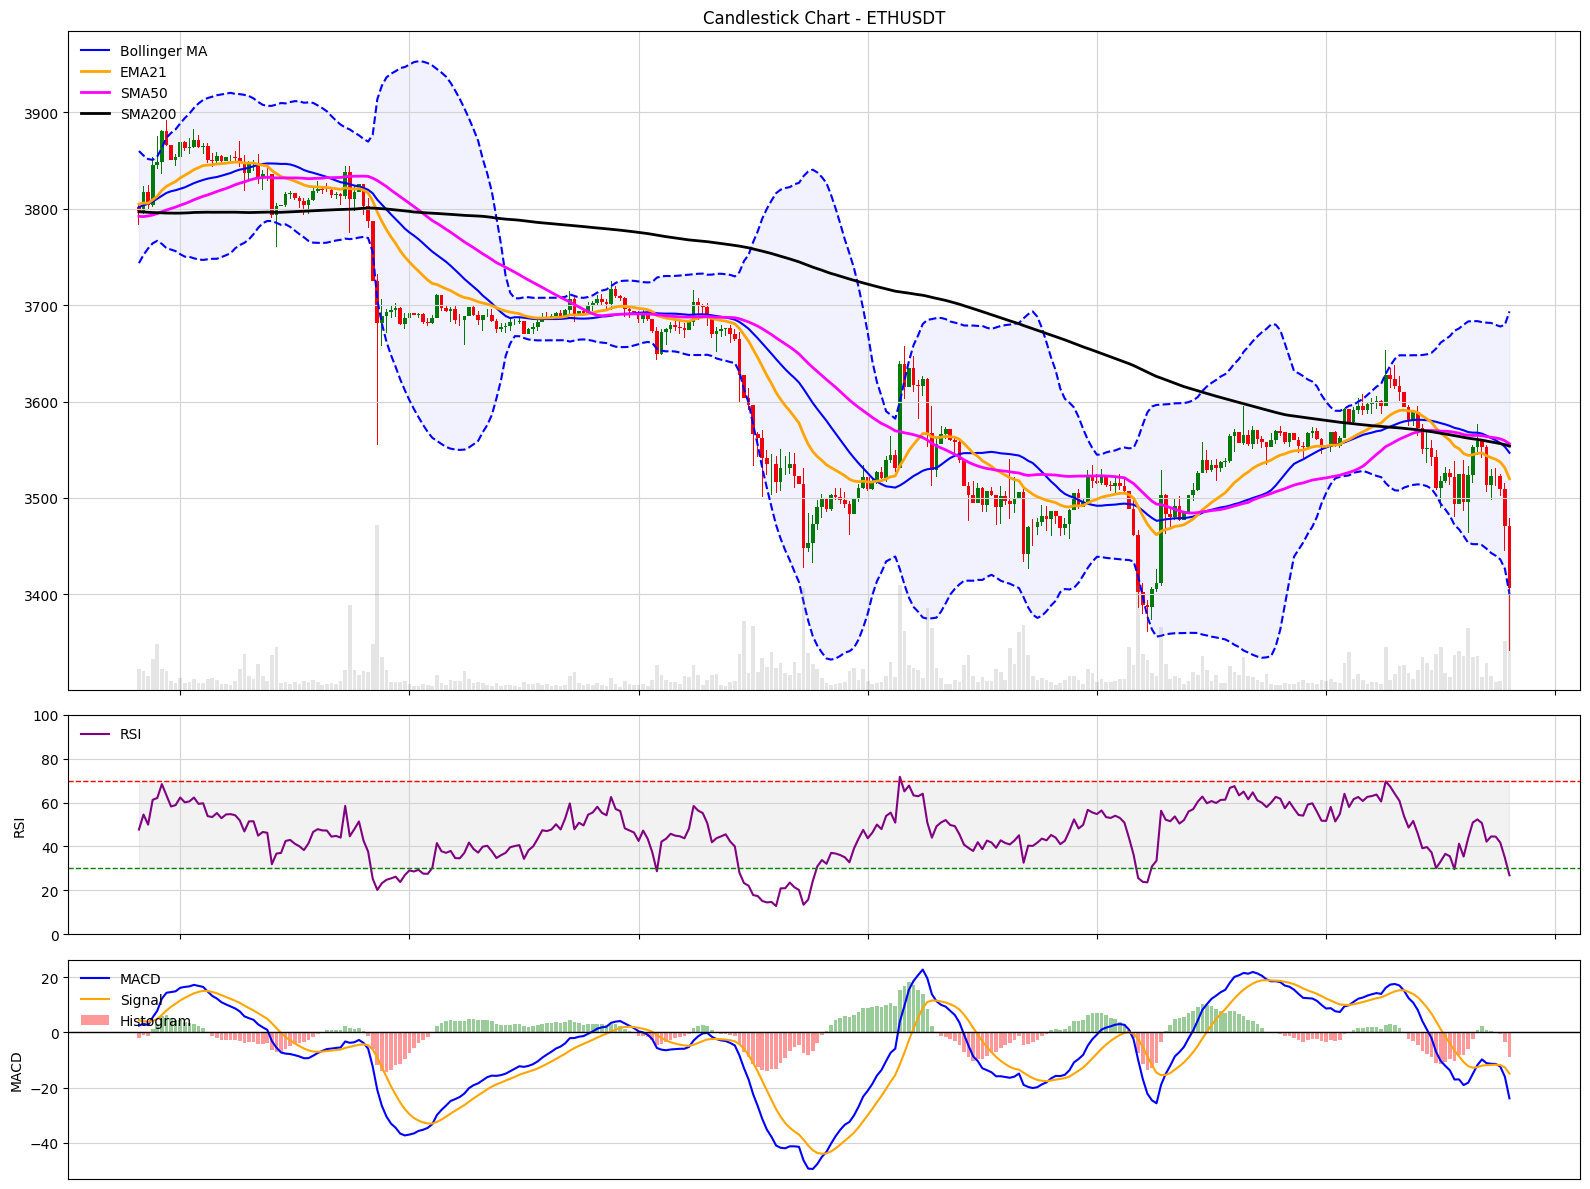 Candlestick Chart - ETHUSDT
Bollinger MA
EMA21
SMA50
SMA200
3900
3800
3700
3600
3500
3400
RSI
100
80
60
40
20
0
RSI
MACD
Signal
Histogram
20
0
−20
−40
MACD